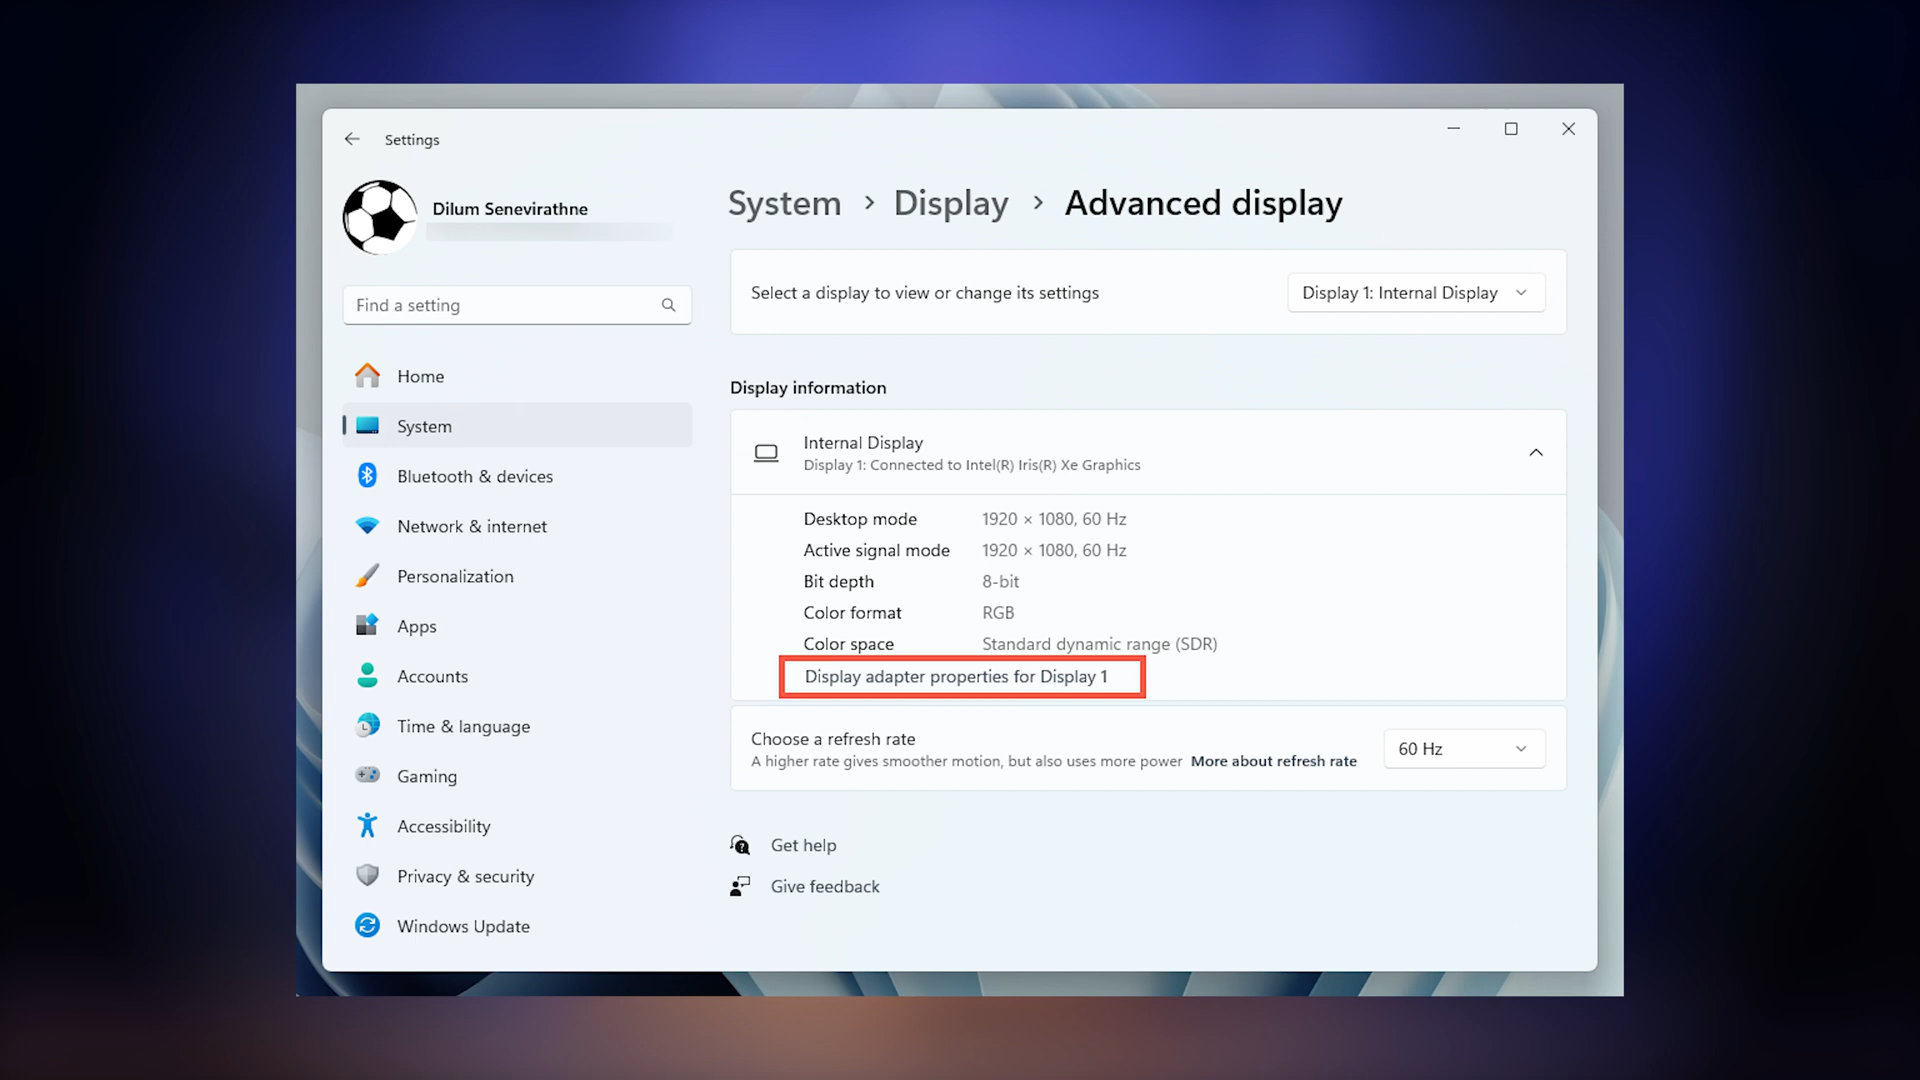 Settings
Dilum Senevirathne
Find a setting
Home
System
Bluetooth & devices
Network & internet
Personalization
Apps
Accounts
Time & language
Gaming
Accessibility
Privacy & security
Windows Update
System › Display › Advanced display
Select a display to view or change its settings
Display 1: Internal Display
Display information
Internal Display
Display 1: Connected to Intel(R) Iris(R) Xe Graphics
Desktop mode 1920 × 1080, 60 Hz
Active signal mode 1920 × 1080, 60 Hz
Bit depth 8-bit
Color format RGB
Color space Standard dynamic range (SDR)
Display adapter properties for Display 1
Choose a refresh rate
A higher rate gives smoother motion, but also uses more power More about refresh rate
60 Hz
Get help
Give feedback